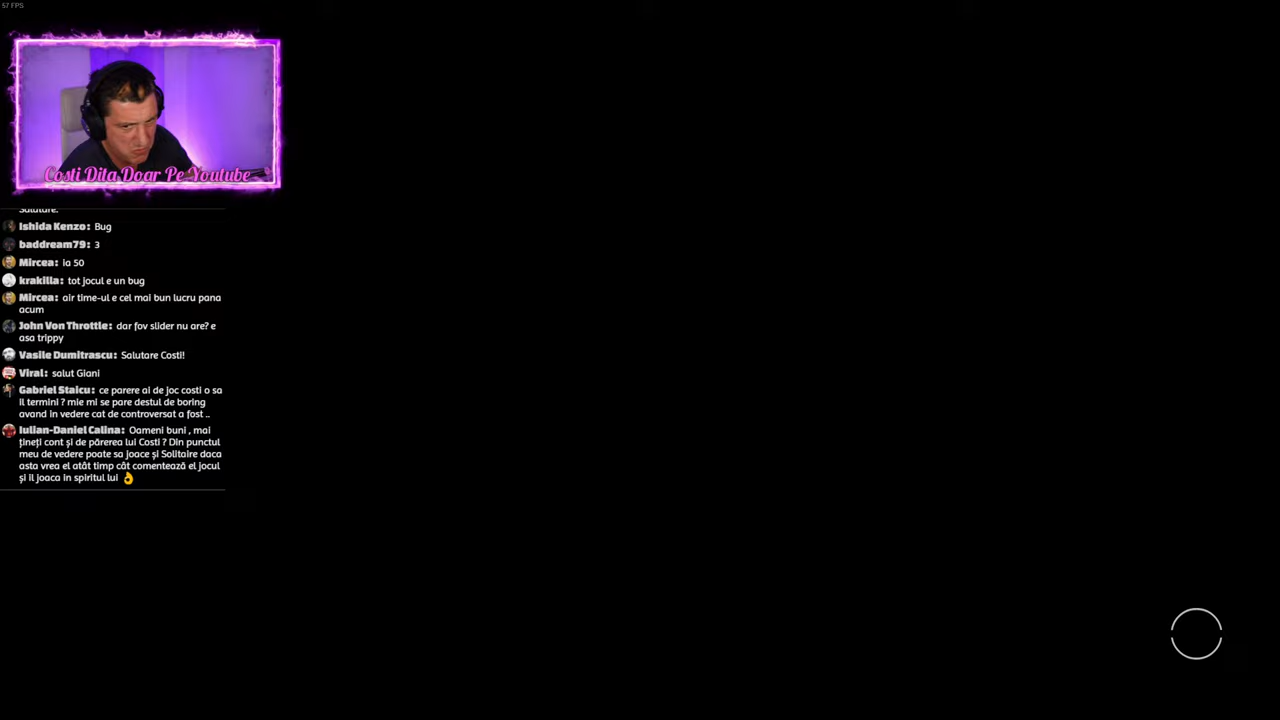 57 FPS
Costi Dita Doar Pe Youtube
Salutare.
Ishida Kenzo: Bug
baddream79: 3
Mircea: ia 50
krakilla: tot jocul e un bug
Mircea: air time-ul e cel mai bun lucru pana
acum
John Von Throttle: dar fov slider nu are? e
asa trippy
Vasile Dumitrascu: Salutare Costi!
Viral: salut Giani
Gabriel Staicu: ce parere ai de joc costi o sa
il termini ? mie mi se pare destul de boring
avand in vedere cat de controversat a fost ..
Iulian-Daniel Calina: Oameni buni , mai
țineți cont și de părerea lui Costi ? Din punctul
meu de vedere poate sa joace și Solitaire daca
asta vrea el atât timp cât comentează el jocul
și îl joaca in spiritul lui 👌